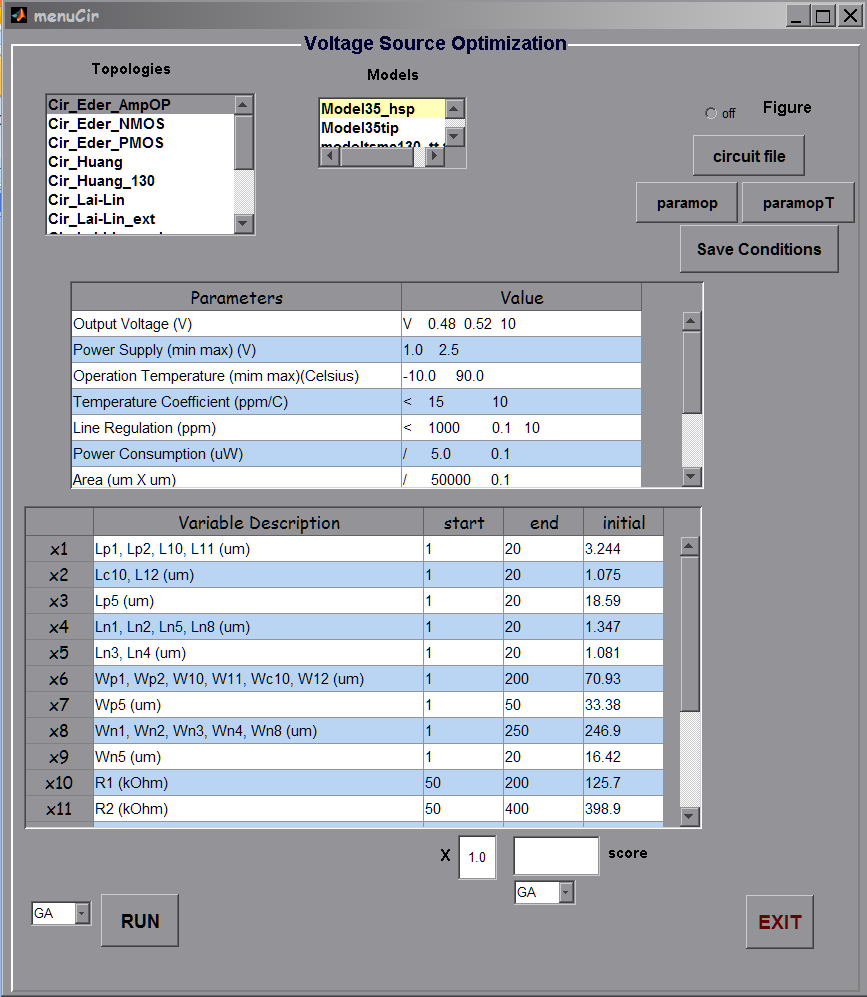 menuCir
Voltage Source Optimization
Topologies
Models
Cir_Eder_AmpOP
Cir_Eder_NMOS
Cir_Eder_PMOS
Cir_Huang
Cir_Huang_130
Cir_Lai-Lin
Cir_Lai-Lin_ext
Model35_hsp
Model35tip
off
Figure
circuit file
paramop
paramopT
Save Conditions
Parameters Value
Output Voltage (V) V 0.48 0.52 10
Power Supply (min max) (V) 1.0 2.5
Operation Temperature (mim max)(Celsius) -10.0 90.0
Temperature Coefficient (ppm/C) < 15 10
Line Regulation (ppm) < 1000 0.1 10
Power Consumption (uW) / 5.0 0.1
Area (um X um) / 50000 0.1
Variable Description start end initial
x1 Lp1, Lp2, L10, L11 (um) 1 20 3.244
x2 Lc10, L12 (um) 1 20 1.075
x3 Lp5 (um) 1 20 18.59
x4 Ln1, Ln2, Ln5, Ln8 (um) 1 20 1.347
x5 Ln3, Ln4 (um) 1 20 1.081
x6 Wp1, Wp2, W10, W11, Wc10, W12 (um) 1 200 70.93
x7 Wp5 (um) 1 50 33.38
x8 Wn1, Wn2, Wn3, Wn4, Wn8 (um) 1 250 246.9
x9 Wn5 (um) 1 20 16.42
x10 R1 (kOhm) 50 200 125.7
x11 R2 (kOhm) 50 400 398.9
X 1.0 score
GA
GA
RUN
EXIT